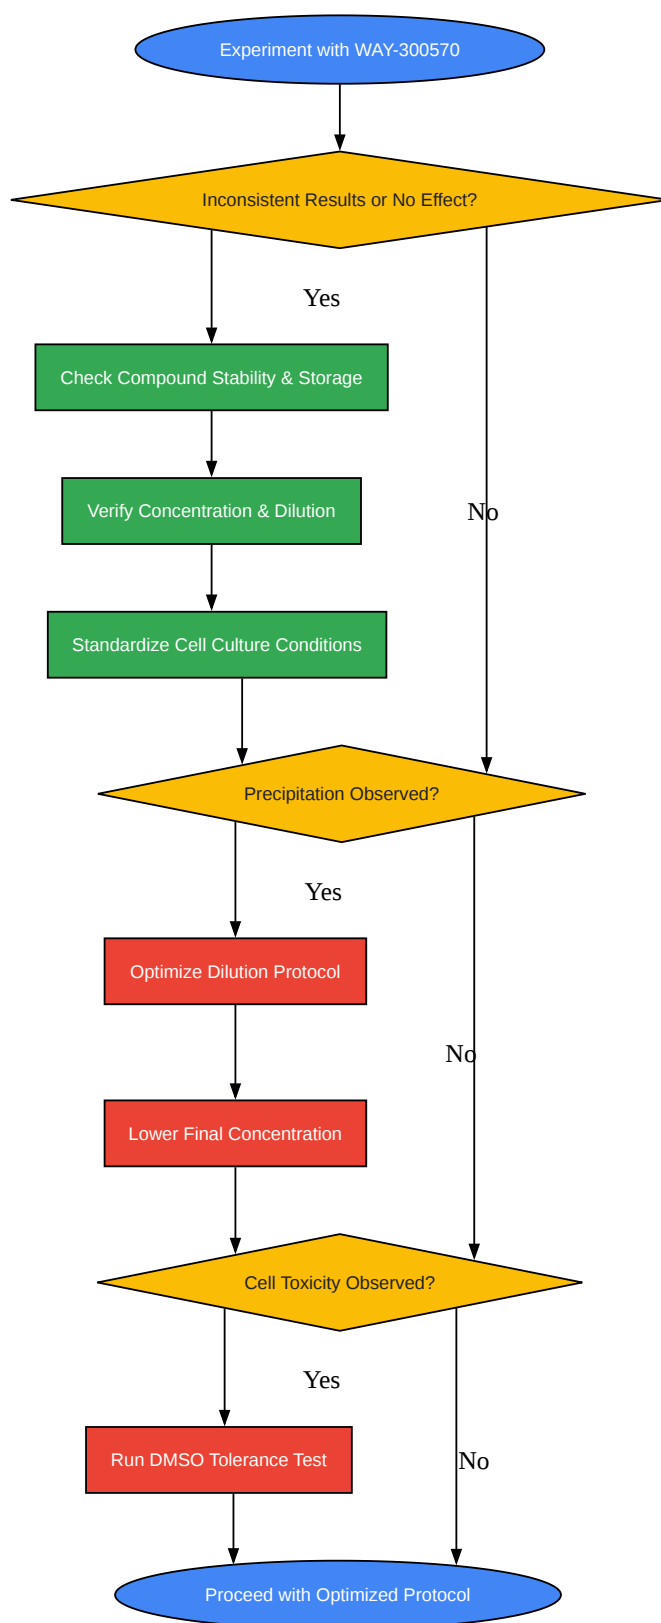 Experiment with WAY-300570
Inconsistent Results or No Effect?
Yes
Check Compound Stability & Storage
Verify Concentration & Dilution
No
Standardize Cell Culture Conditions
Precipitation Observed?
Yes
Optimize Dilution Protocol
No
Lower Final Concentration
Cell Toxicity Observed?
Yes
Run DMSO Tolerance Test
No
Proceed with Optimized Protocol